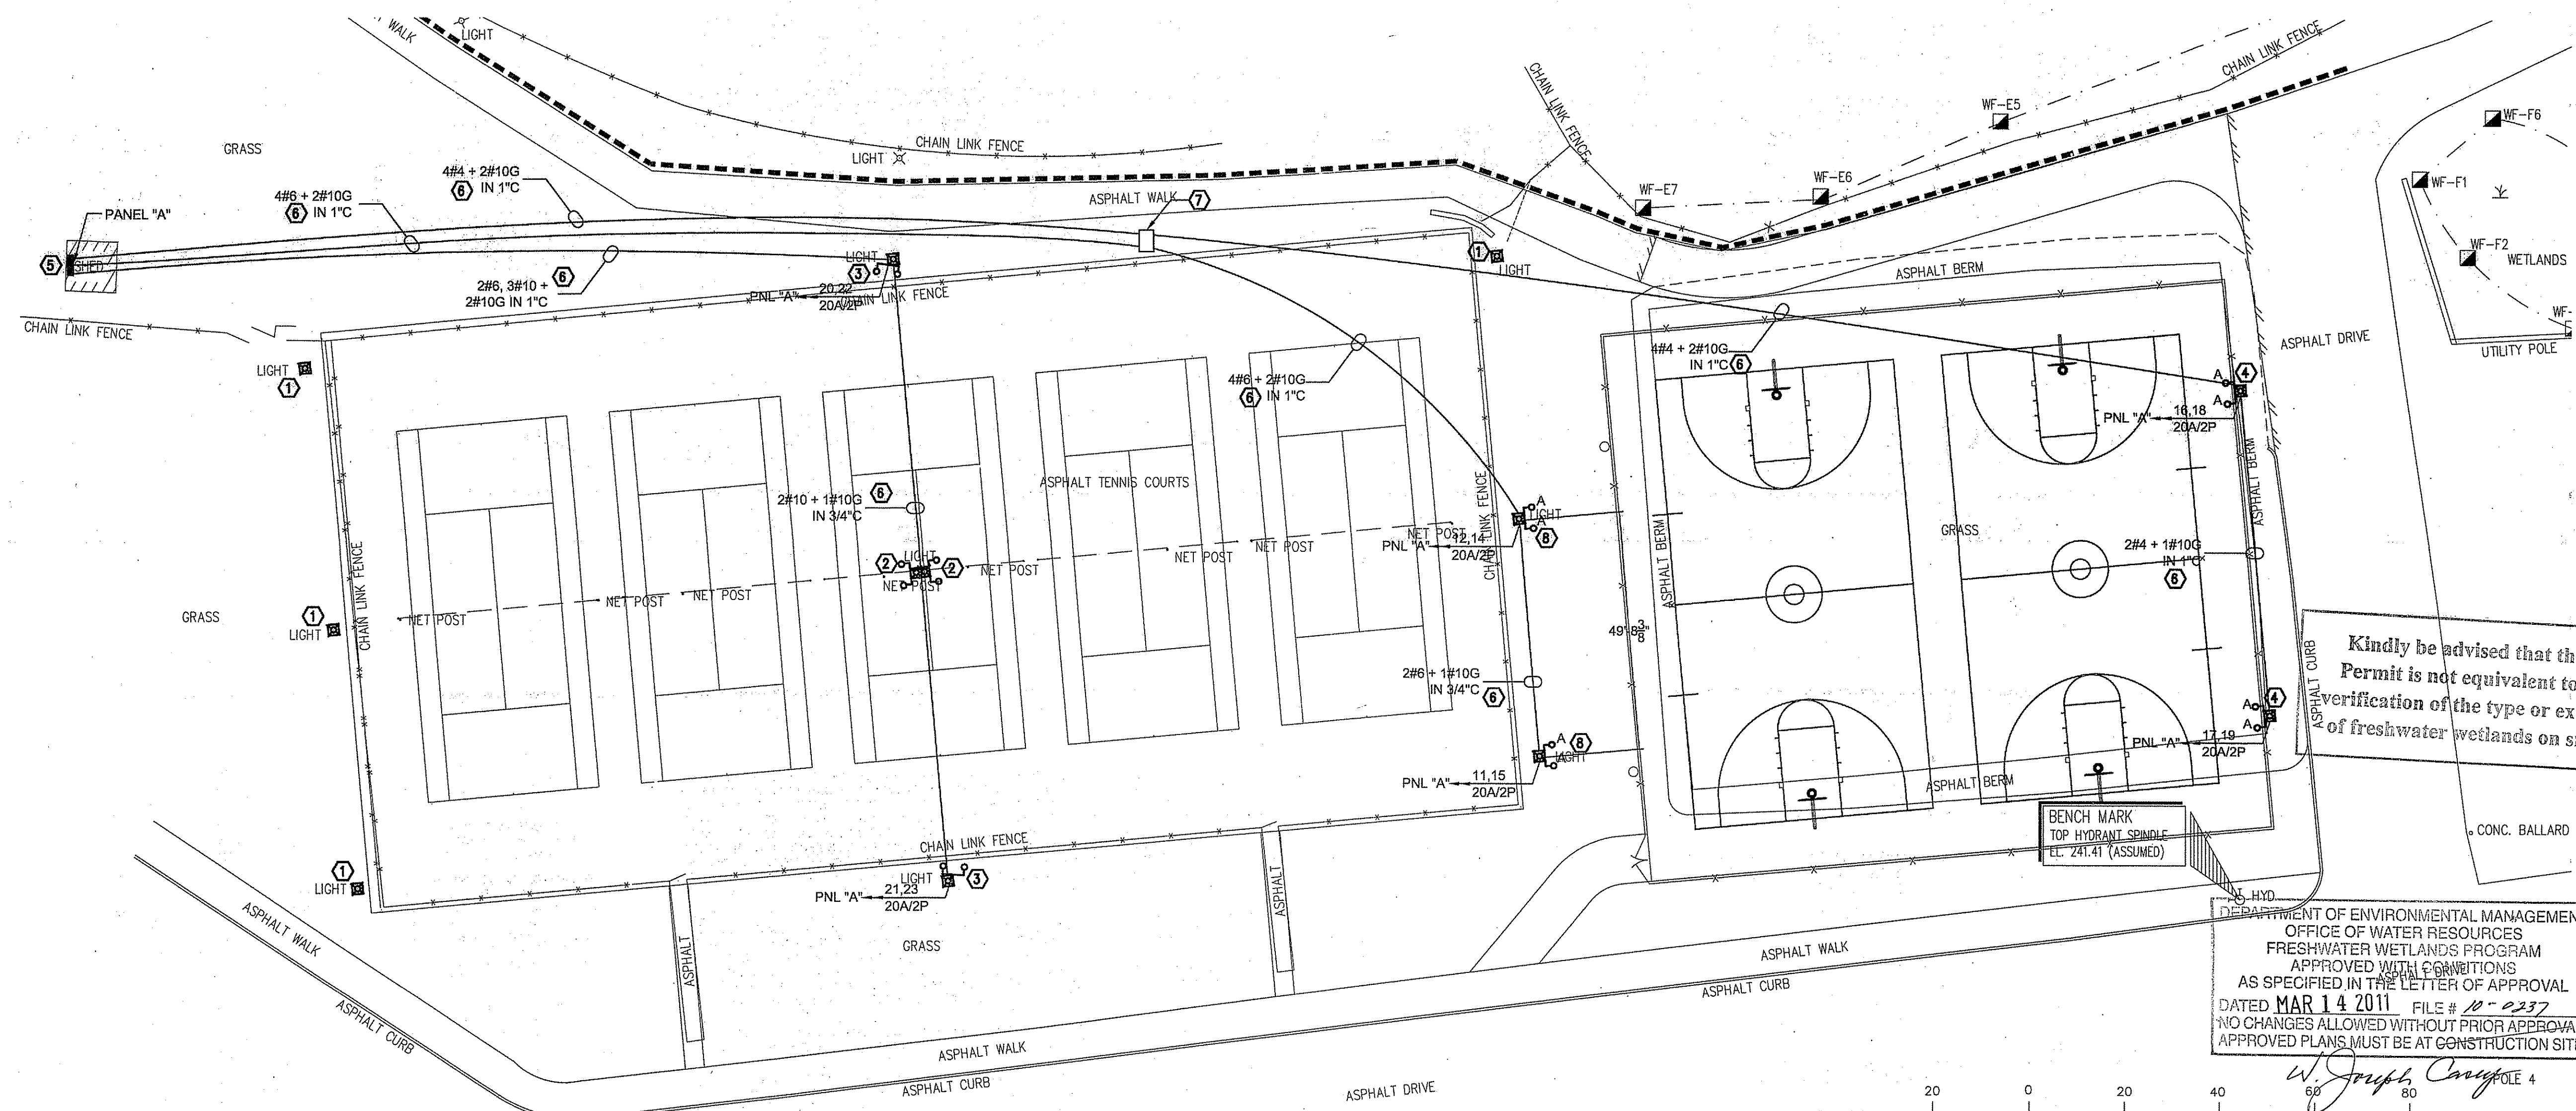 WALK
LIGHT
CHAIN LINK FENCE
CHAIN LINK FENCE
CHAIN LINK FENCE
GRASS
LIGHT
WF-E5
WF-F6
4#4 + 2#10G
6 IN 1"C
4#6 + 2#10G
6 IN 1"C
ASPHALT WALK
7
WF-E7
WF-E6
WF-F1
PANEL "A"
5
SHED
2#6, 3#10 +
2#10G IN 1"C
6
LIGHT
3
PNL "A"
20,22
20A/2P
CHAIN LINK FENCE
1
LIGHT
ASPHALT BERM
WF-F2
WETLANDS
WF-
CHAIN LINK FENCE
ASPHALT DRIVE
UTILITY POLE
LIGHT
1
4#6 + 2#10G
6 IN 1"C
4#4 + 2#10G
IN 1"C 6
A
A
4
PNL "A"
16,18
20A/2P
ASPHALT BERM
ASPHALT TENNIS COURTS
2#10 + 1#10G
IN 3/4"C
6
CHAIN LINK FENCE
A
LIGHT
A
8
PNL "A"
12,14
20A/2P
NET POST
NET POST
NET POST
NET POST
LIGHT
2
2
NET POST
NET POST
NET POST
NET POST
GRASS
2#4 + 1#10G
IN 1"C
6
ASPHALT BERM
GRASS
1
LIGHT
CHAIN LINK FENCE
49'-8 3/8"
2#6 + 1#10G
IN 3/4"C
6
A
8
LIGHT
PNL "A"
11,15
20A/2P
4
A
A
PNL "A"
17,19
20A/2P
ASPHALT CURB
Kindly be advised that th
Permit is not equivalent to
verification of the type or ex
of freshwater wetlands on s
ASPHALT BERM
BENCH MARK
TOP HYDRANT SPINDLE
EL. 241.41 (ASSUMED)
CONC. BALLARD
CHAIN LINK FENCE
1
LIGHT
LIGHT
3
PNL "A"
21,23
20A/2P
HYD.
ASPHALT
ASPHALT
GRASS
ASPHALT WALK
ASPHALT CURB
ASPHALT WALK
ASPHALT CURB
ASPHALT WALK
ASPHALT CURB
ASPHALT DRIVE
DEPARTMENT OF ENVIRONMENTAL MANAGEMEN
OFFICE OF WATER RESOURCES
FRESHWATER WETLANDS PROGRAM
APPROVED WITH CONDITIONS
ASPHALT DRIVE
AS SPECIFIED IN THE LETTER OF APPROVAL
DATED MAR 14 2011 FILE # 10-0237
NO CHANGES ALLOWED WITHOUT PRIOR APPROVA
APPROVED PLANS MUST BE AT CONSTRUCTION SIT
W. Joseph Casey
POLE 4
20 0 20 40 60 80